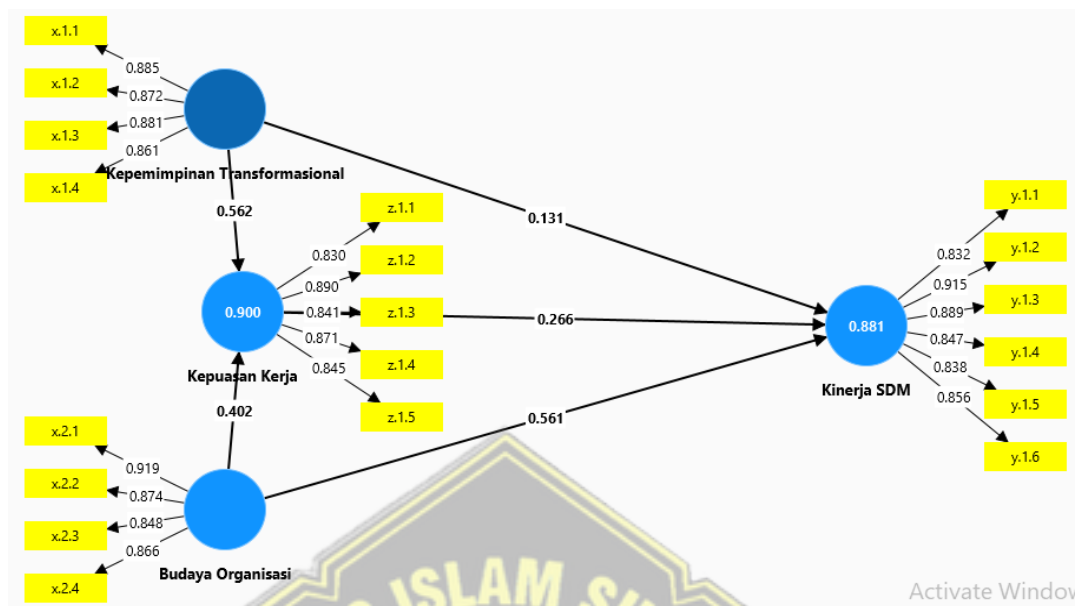 x.1.1
0.885
x.1.2
0.872
x.1.3
0.881
x.1.4
0.861
Kepemimpinan Transformasional
0.562
0.131
z.1.1
0.830
z.1.2
0.890
z.1.3
0.841
z.1.4
0.871
z.1.5
0.845
0.900
Kepuasan Kerja
0.266
0.402
0.561
x.2.1
0.919
x.2.2
0.874
x.2.3
0.848
x.2.4
0.866
Budaya Organisasi
0.881
Kinerja SDM
y.1.1
0.832
y.1.2
0.915
y.1.3
0.889
y.1.4
0.847
y.1.5
0.838
y.1.6
0.856
ISLAM
Activate Window